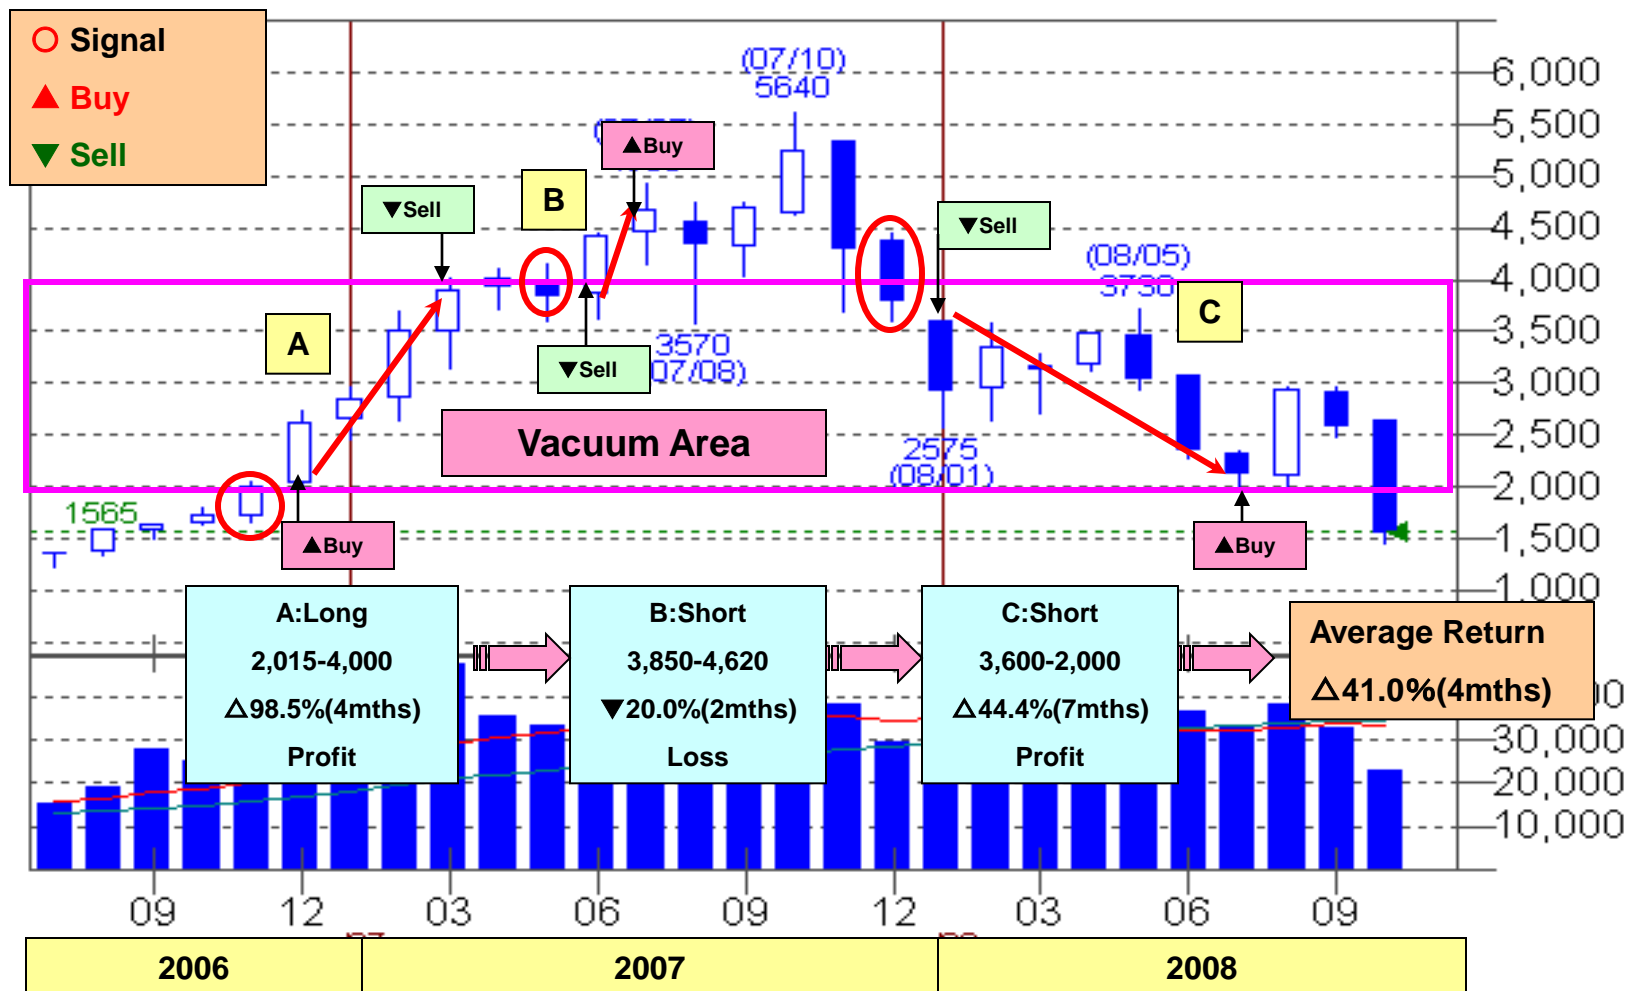 ○ Signal
▲ Buy
▼ Sell
(07/10)
5640
▲Buy
▼Sell
B
▼Sell
(08/05)
3730
C
A
▼Sell
3570
07/08)
Vacuum Area
2575
(08/01)
1565
▲Buy
▲Buy
6,000
5,500
5,000
4,500
4,000
3,500
3,000
2,500
2,000
1,500
1,000
A:Long
2,015-4,000
△98.5%(4mths)
Profit
B:Short
3,850-4,620
▼20.0%(2mths)
Loss
C:Short
3,600-2,000
△44.4%(7mths)
Profit
Average Return
△41.0%(4mths)
30,000
20,000
10,000
09
12
03
06
09
12
03
06
09
2006
2007
2008